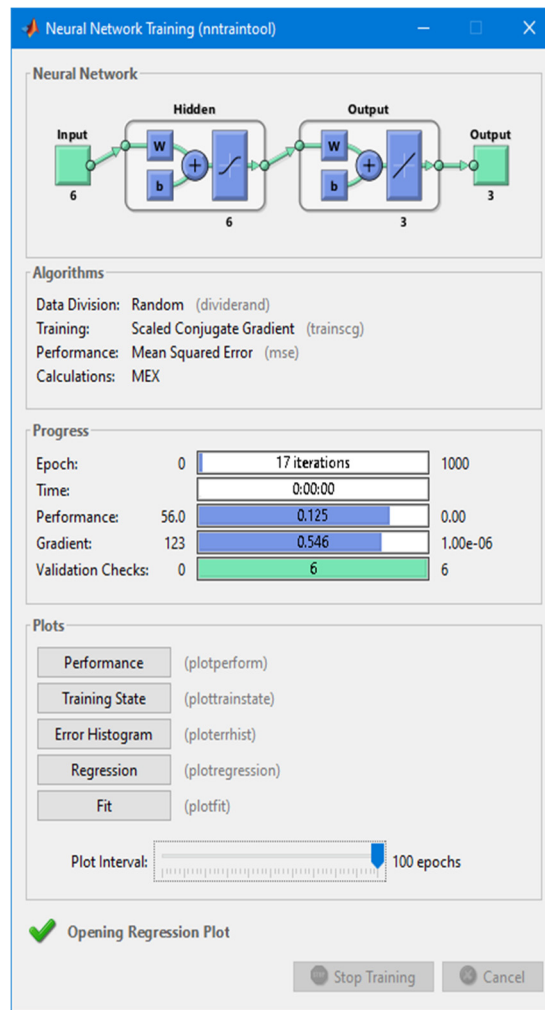 Neural Network Training (nntraintool)
Neural Network
Hidden
Output
Input
Output
W
W
b
b
6
3
6
3
Algorithms
Data Division: Random (dividerand)
Training: Scaled Conjugate Gradient (trainscg)
Performance: Mean Squared Error (mse)
Calculations: MEX
Progress
Epoch: 0 17 iterations 1000
Time: 0:00:00
Performance: 56.0 0.125 0.00
Gradient: 123 0.546 1.00e-06
Validation Checks: 0 6 6
Plots
Performance (plotperform)
Training State (plottrainstate)
Error Histogram (ploterrhist)
Regression (plotregression)
Fit (plotfit)
Plot Interval: 100 epochs
Opening Regression Plot
Stop Training Cancel